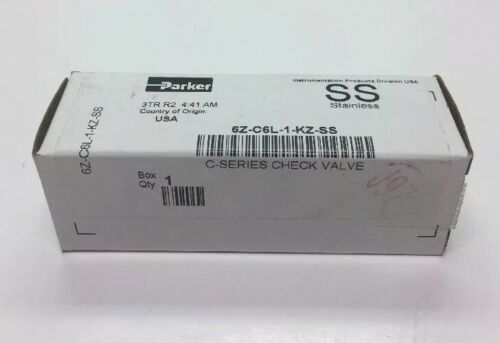 Parker
3TR R2 4:41 AM
Country of Origin:
USA
Instrumentation Products Division USA
SS
Stainless
6Z-C6L-1-KZ-SS
6Z-C6L-1-KZ-SS
C-SERIES CHECK VALVE
Box
Qty
1